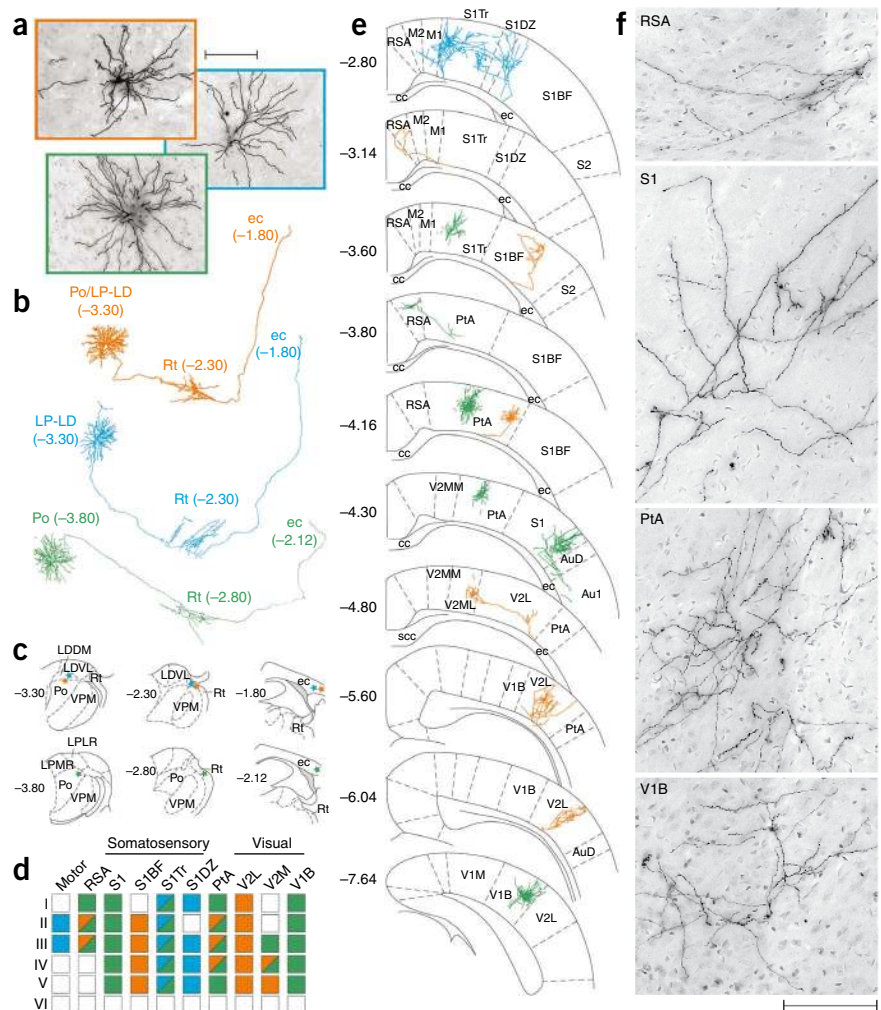 a
b
ec
(−1.80)
Po/LP-LD
(−3.30)
Rt (−2.30)
ec
(−1.80)
LP-LD
(−3.30)
Rt (−2.30)
Po (−3.80)
ec
(−2.12)
Rt (−2.80)
c
LDDM
LDVL
Rt
−3.30
Po
VPM
LDVL
−2.30
VPM
Rt
ec
−1.80
Rt
LPLR
LPMR
−3.80
Po
VPM
−2.80
Po
Rt
VPM
ec
−2.12
Rt
d
Somatosensory Visual
Motor RSA S1 S1BF S1Tr S1DZ PtA V2L V2M V1B
I
II
III
IV
V
VI
e
S1Tr
S1DZ
−2.80
RSA M2 M1
S1BF
cc
ec
S2
−3.14
RSA M2 M1
S1Tr
S1DZ
cc
ec
S2
−3.60
RSA M2 M1
S1Tr
S1BF
cc
ec
S2
−3.80
RSA
PtA
S1BF
cc
ec
−4.16
RSA
PtA
S1BF
cc
ec
−4.30
V2MM
PtA
S1
AuD
cc
ec
Au1
−4.80
V2MM
V2ML
V2L
PtA
scc
ec
−5.60
V1B
V2L
PtA
−6.04
V1B
V2L
AuD
−7.64
V1M
V1B
V2L
f
RSA
S1
PtA
V1B